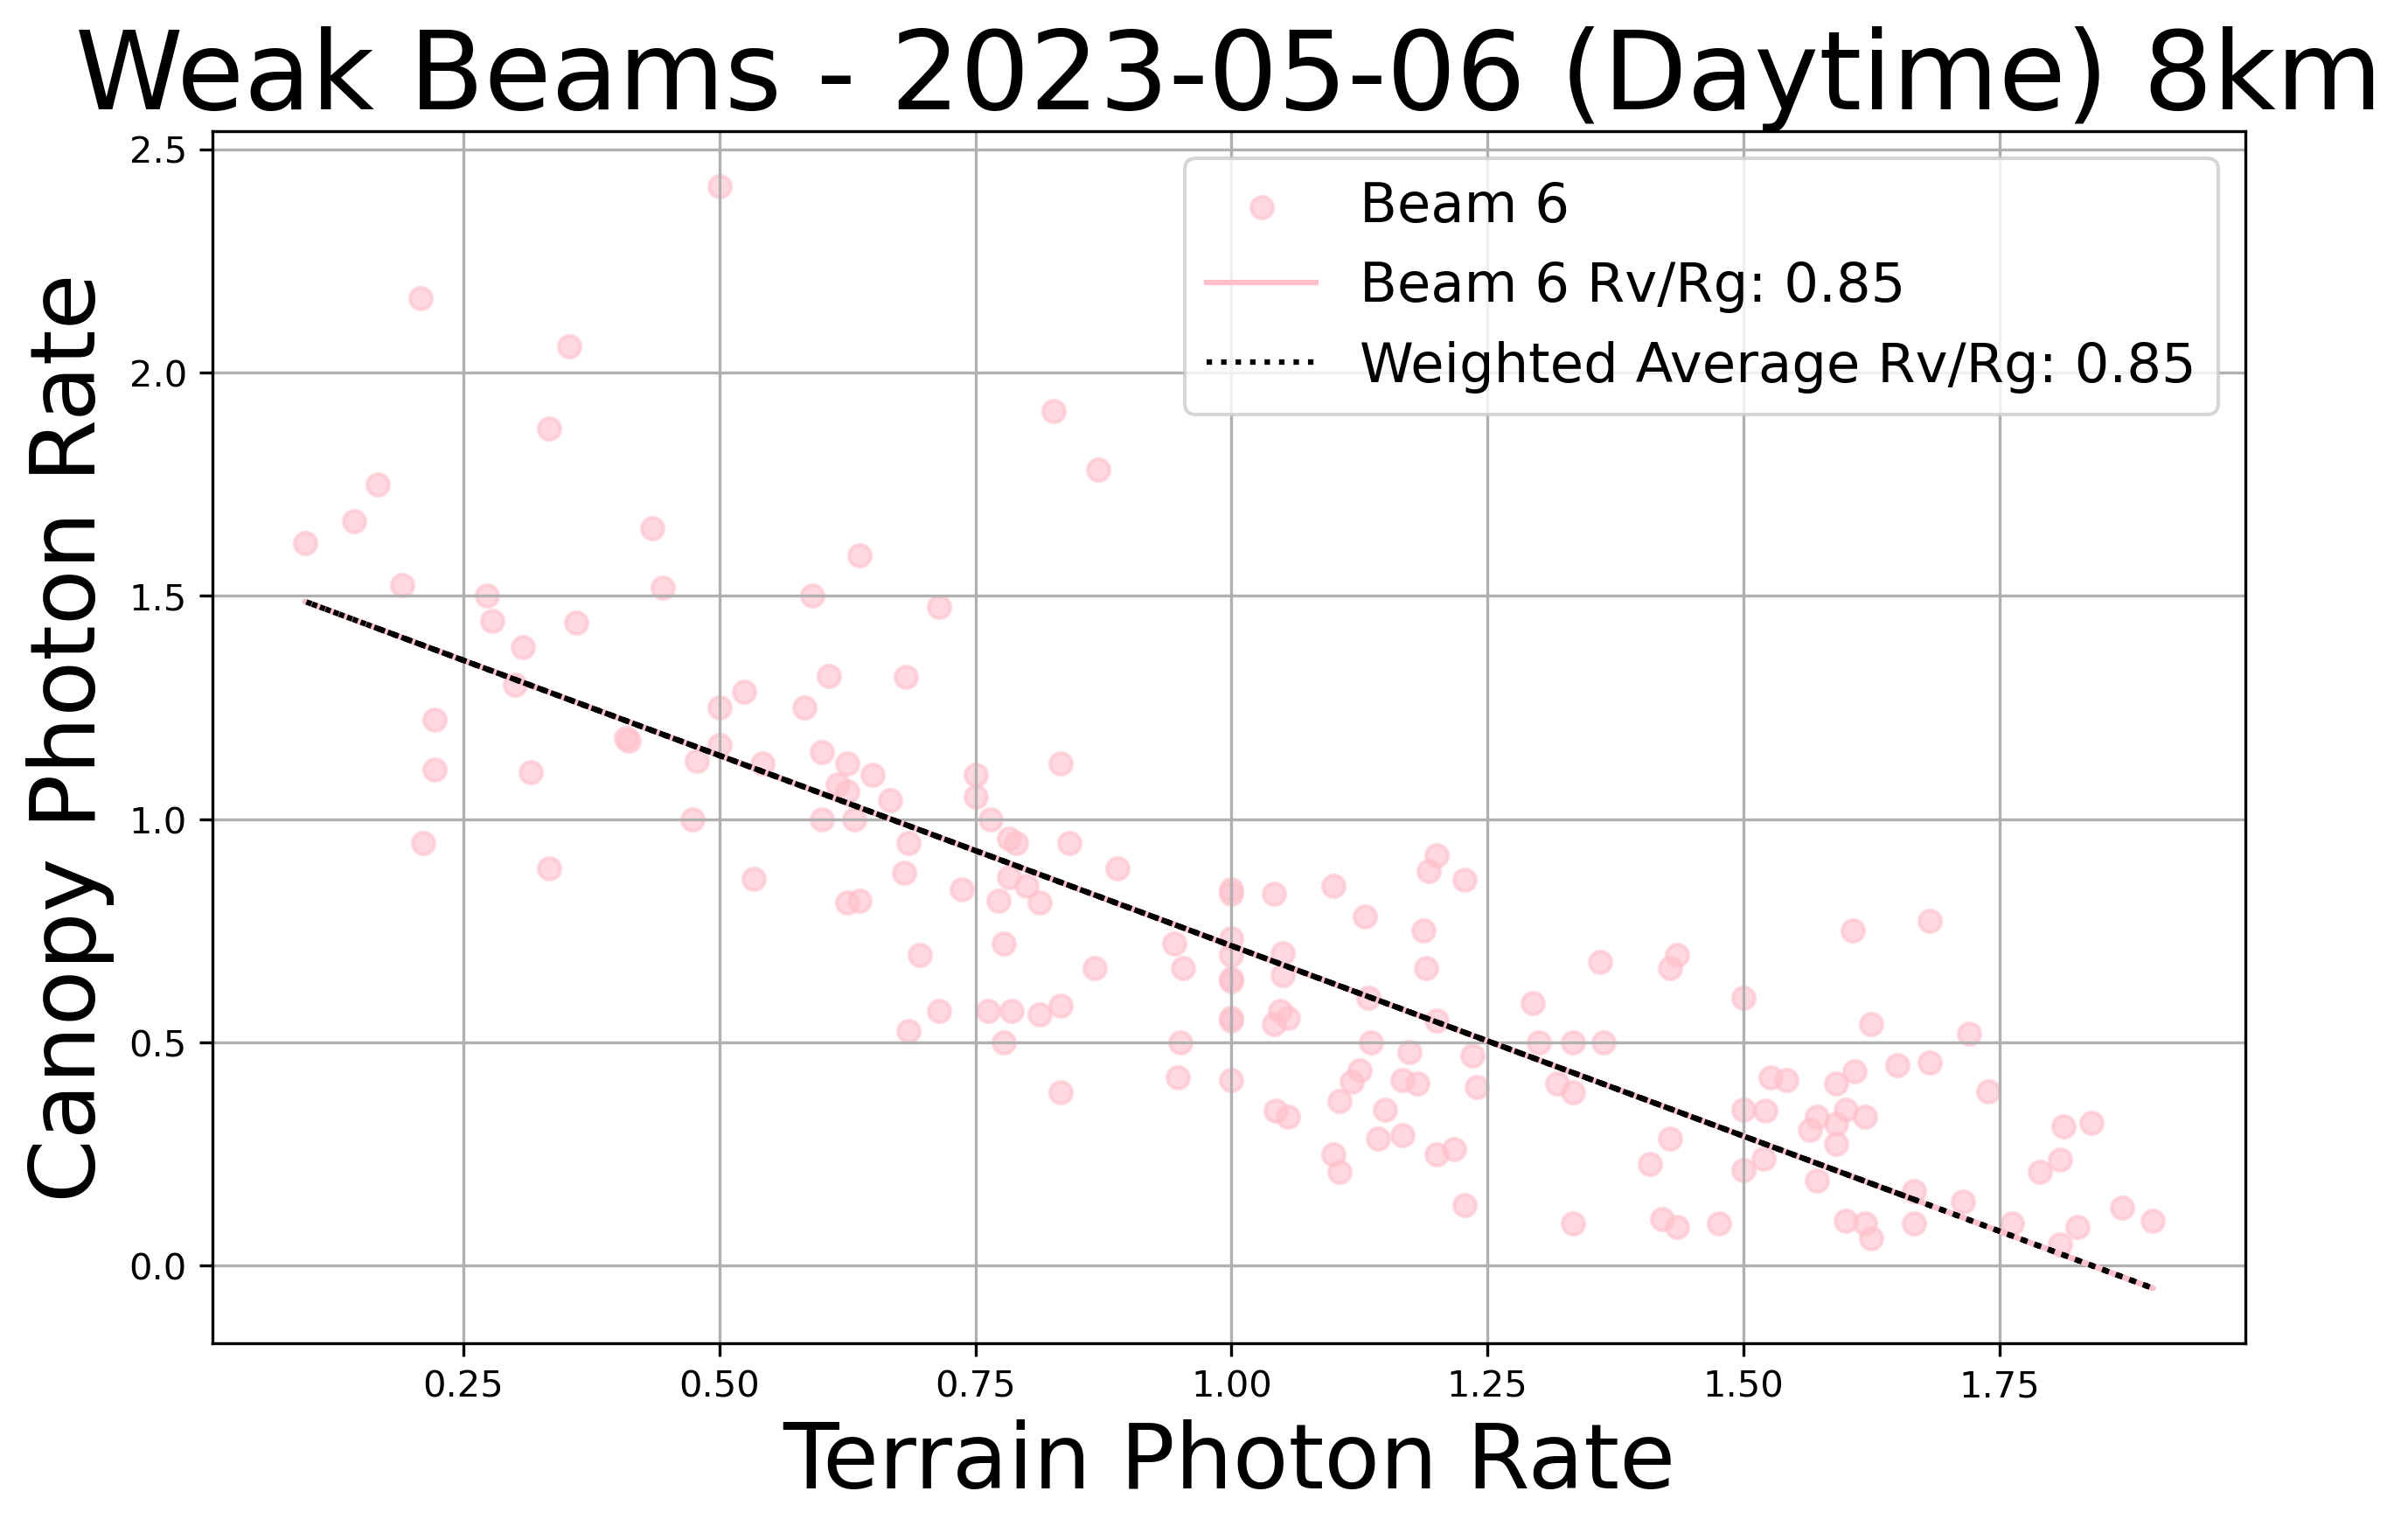 Weak Beams - 2023-05-06 (Daytime) 8km
Beam 6
Beam 6 Rv/Rg: 0.85
Weighted Average Rv/Rg: 0.85
Canopy Photon Rate
2.5
2.0
1.5
1.0
0.5
0.0
0.25 0.50 0.75 1.00 1.25 1.50 1.75
Terrain Photon Rate